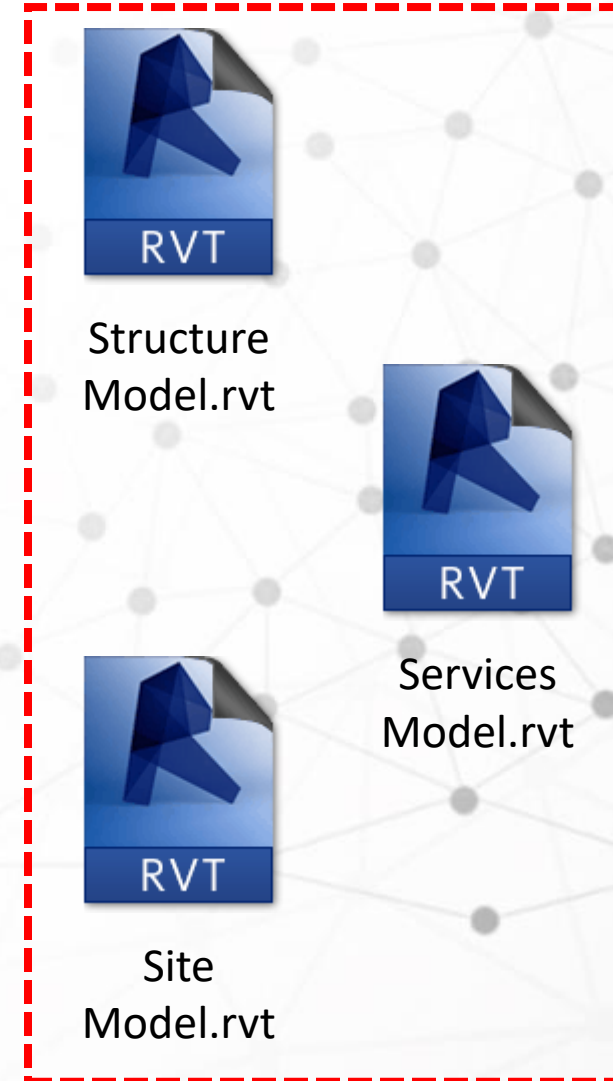 RVT
Structure
Model.rvt
RVT
Services
Model.rvt
RVT
Site
Model.rvt